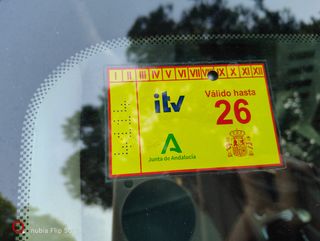 I II III IV V VI VII VIII IX X XI XII
itv
Válido hasta
26
Junta de Andalucía
nubia Flip 5G